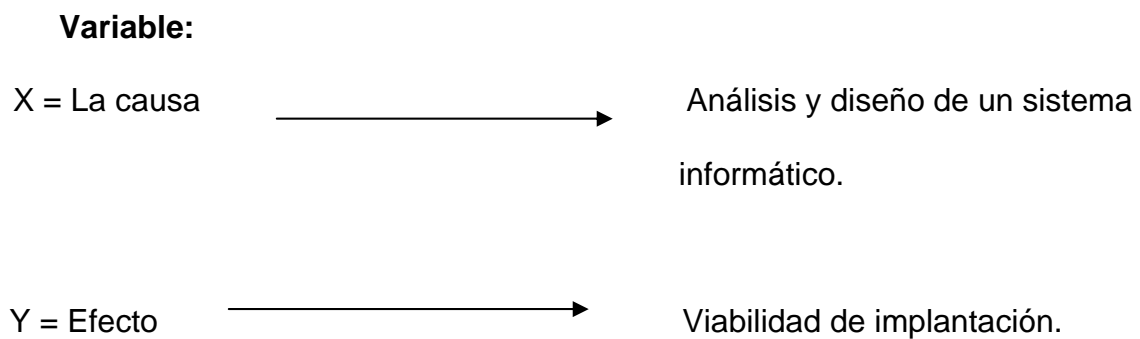 Variable:
X = La causa Análisis y diseño de un sistema
informático.
Y = Efecto Viabilidad de implantación.